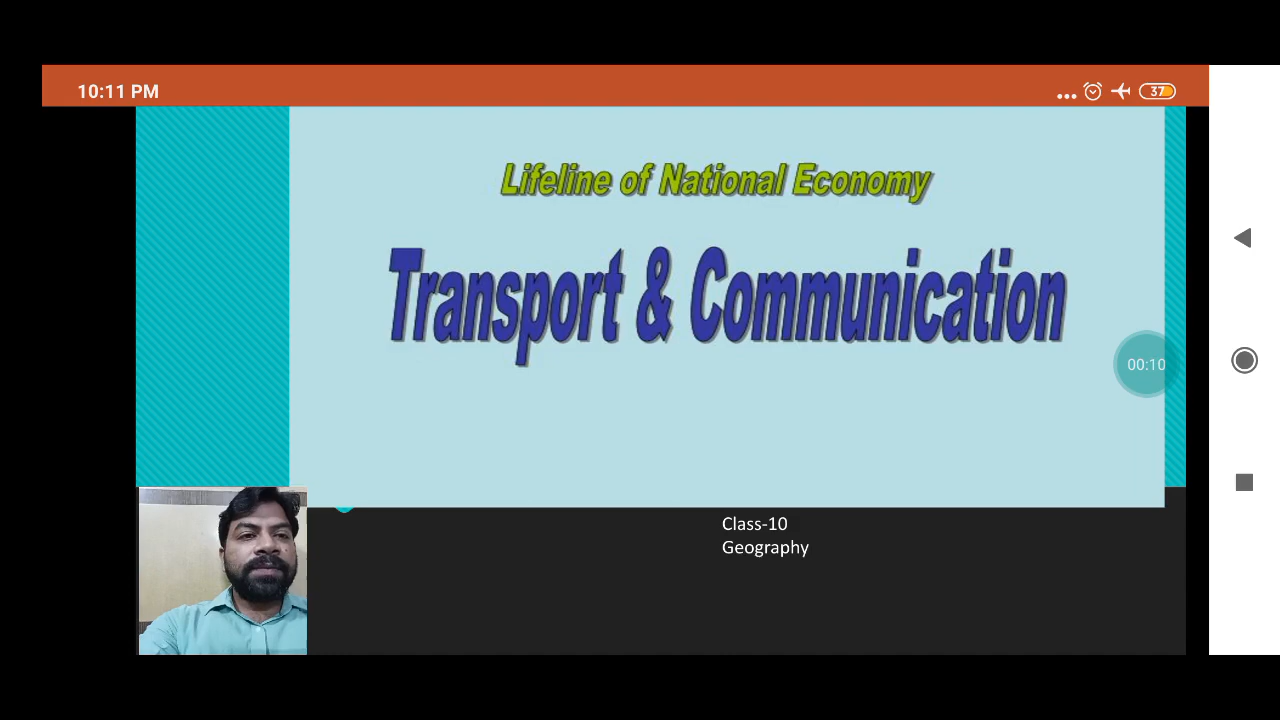 10:11 PM
37
Lifeline of National Economy
Transport & Communication
00:10
Class-10
Geography